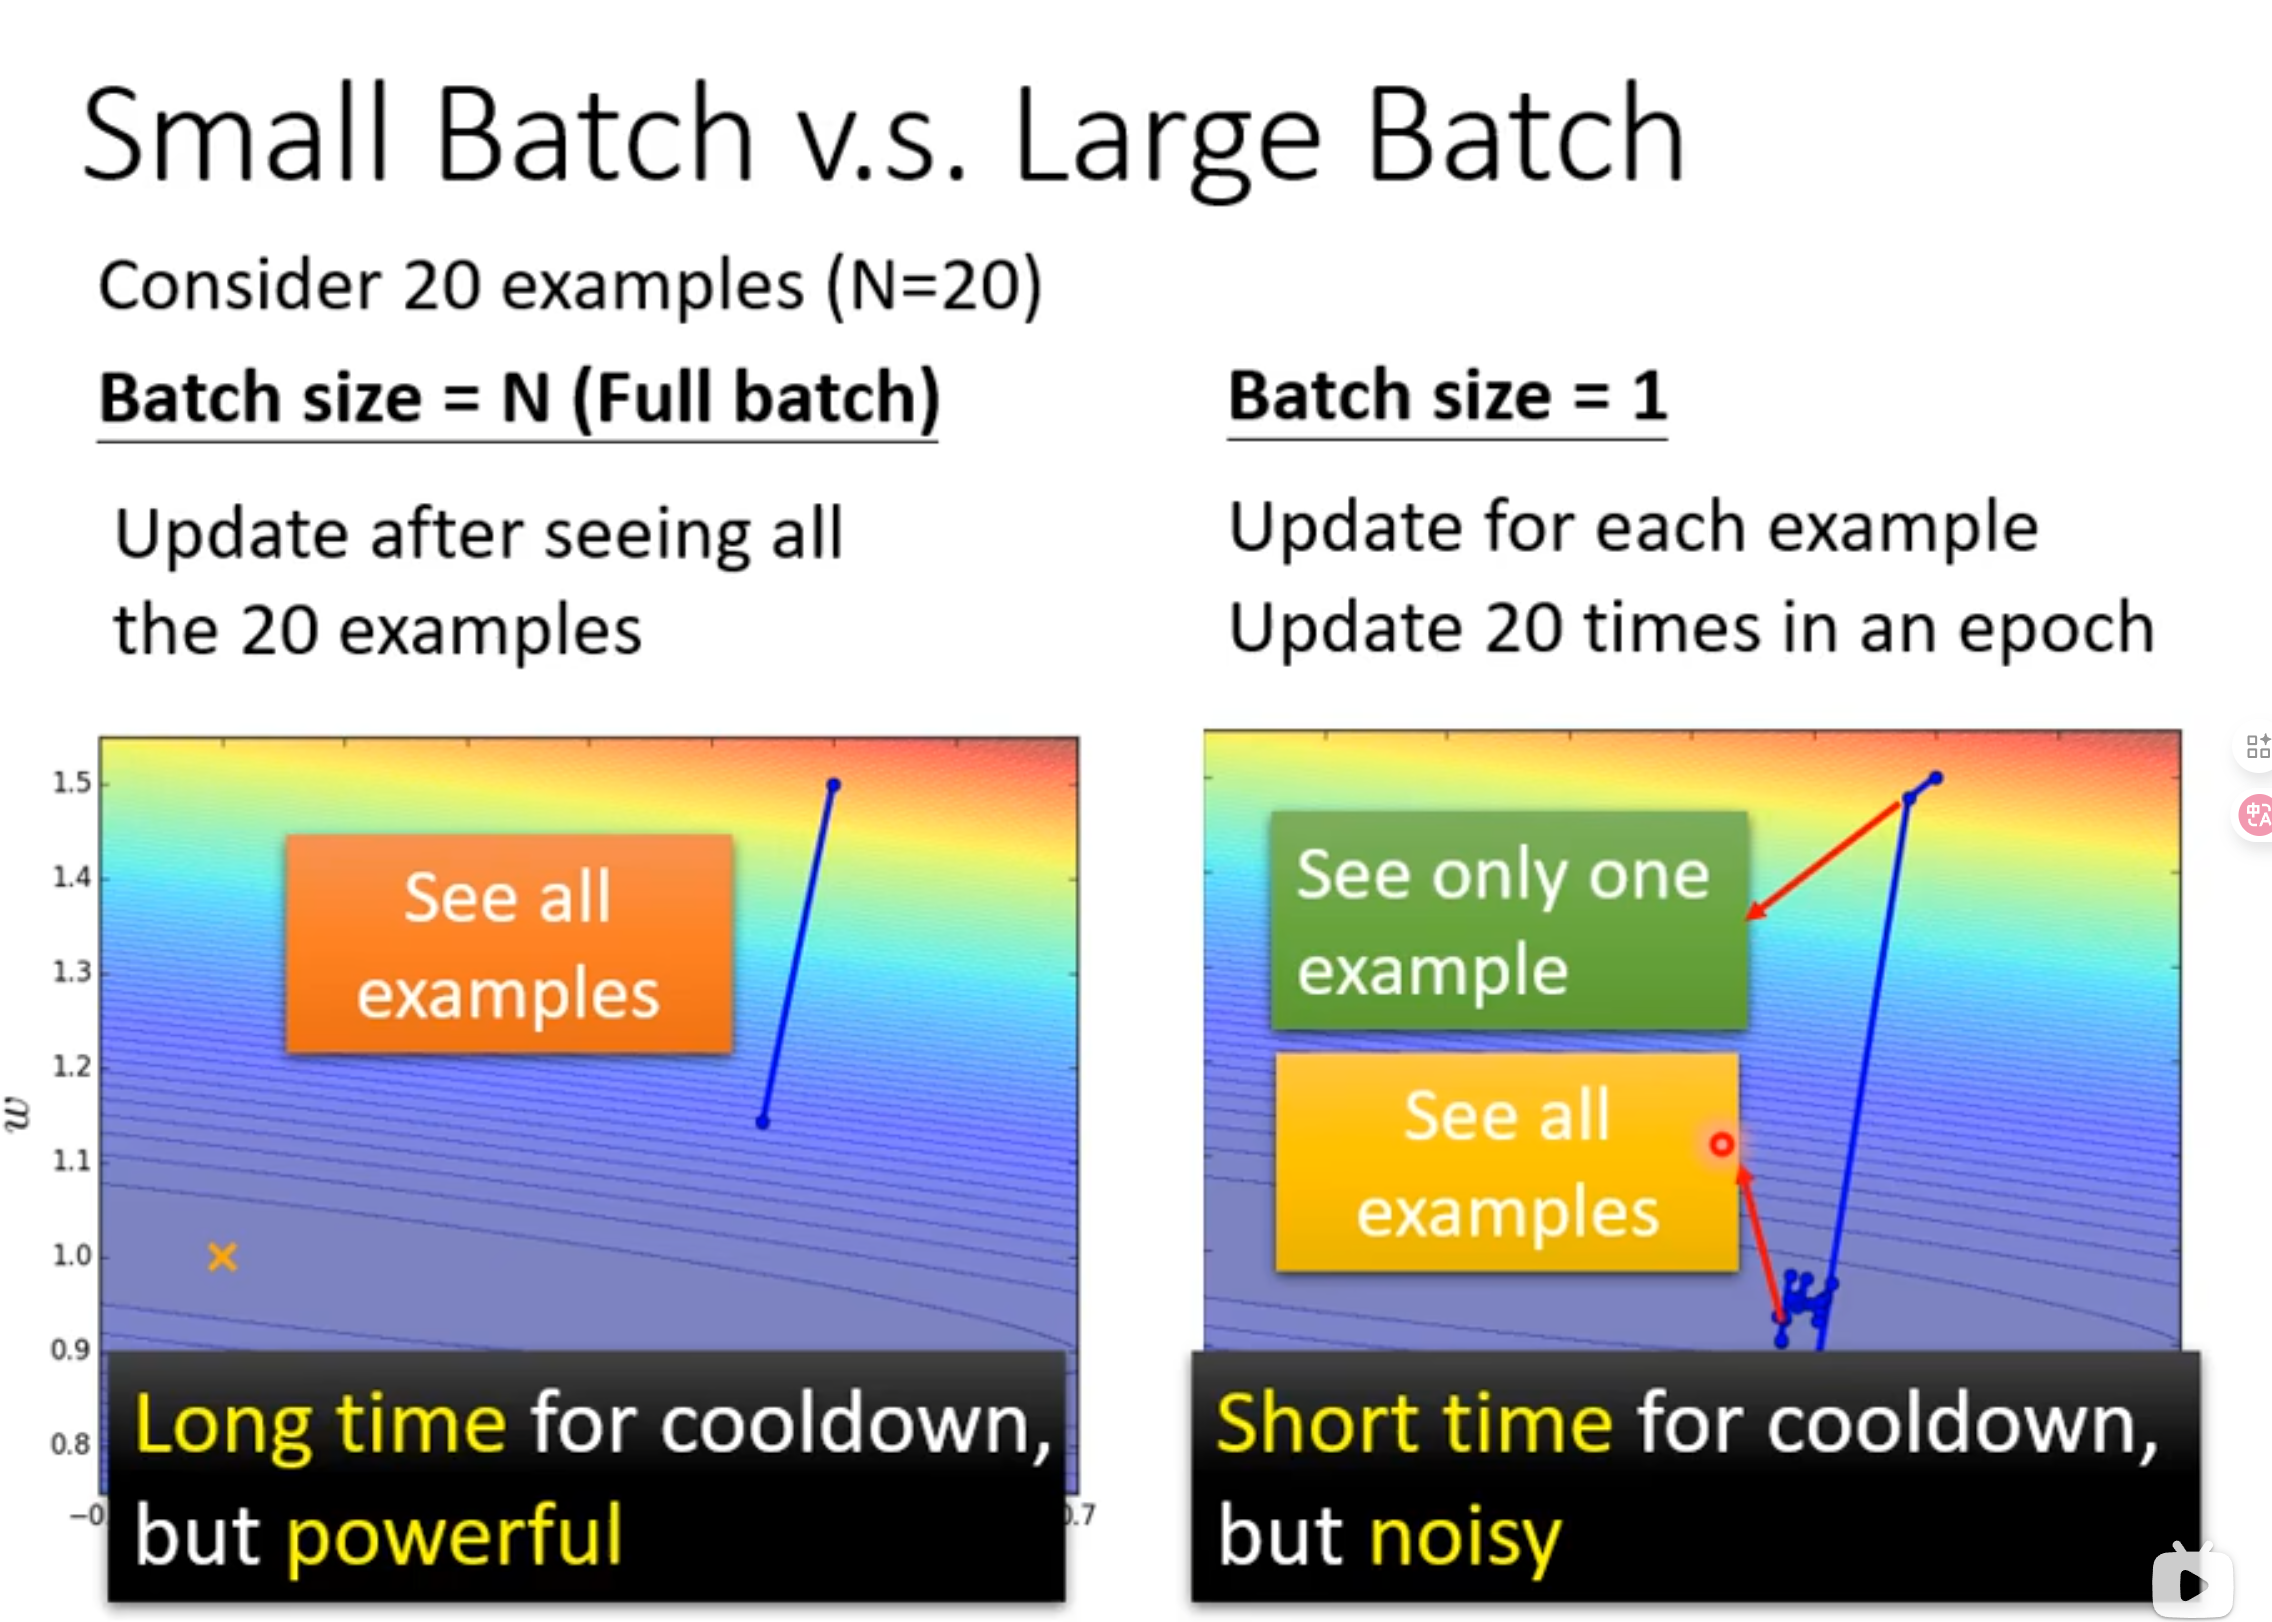 Small Batch v.s. Large Batch
Consider 20 examples (N=20)
Batch size = N (Full batch)
Update after seeing all
the 20 examples
Batch size = 1
Update for each example
Update 20 times in an epoch
1.5
1.4
1.3
1.2
1.1
1.0
0.9
0.8
w
See all
examples
Long time for cooldown,
but powerful
See only one
example
See all
examples
Short time for cooldown,
but noisy
中A